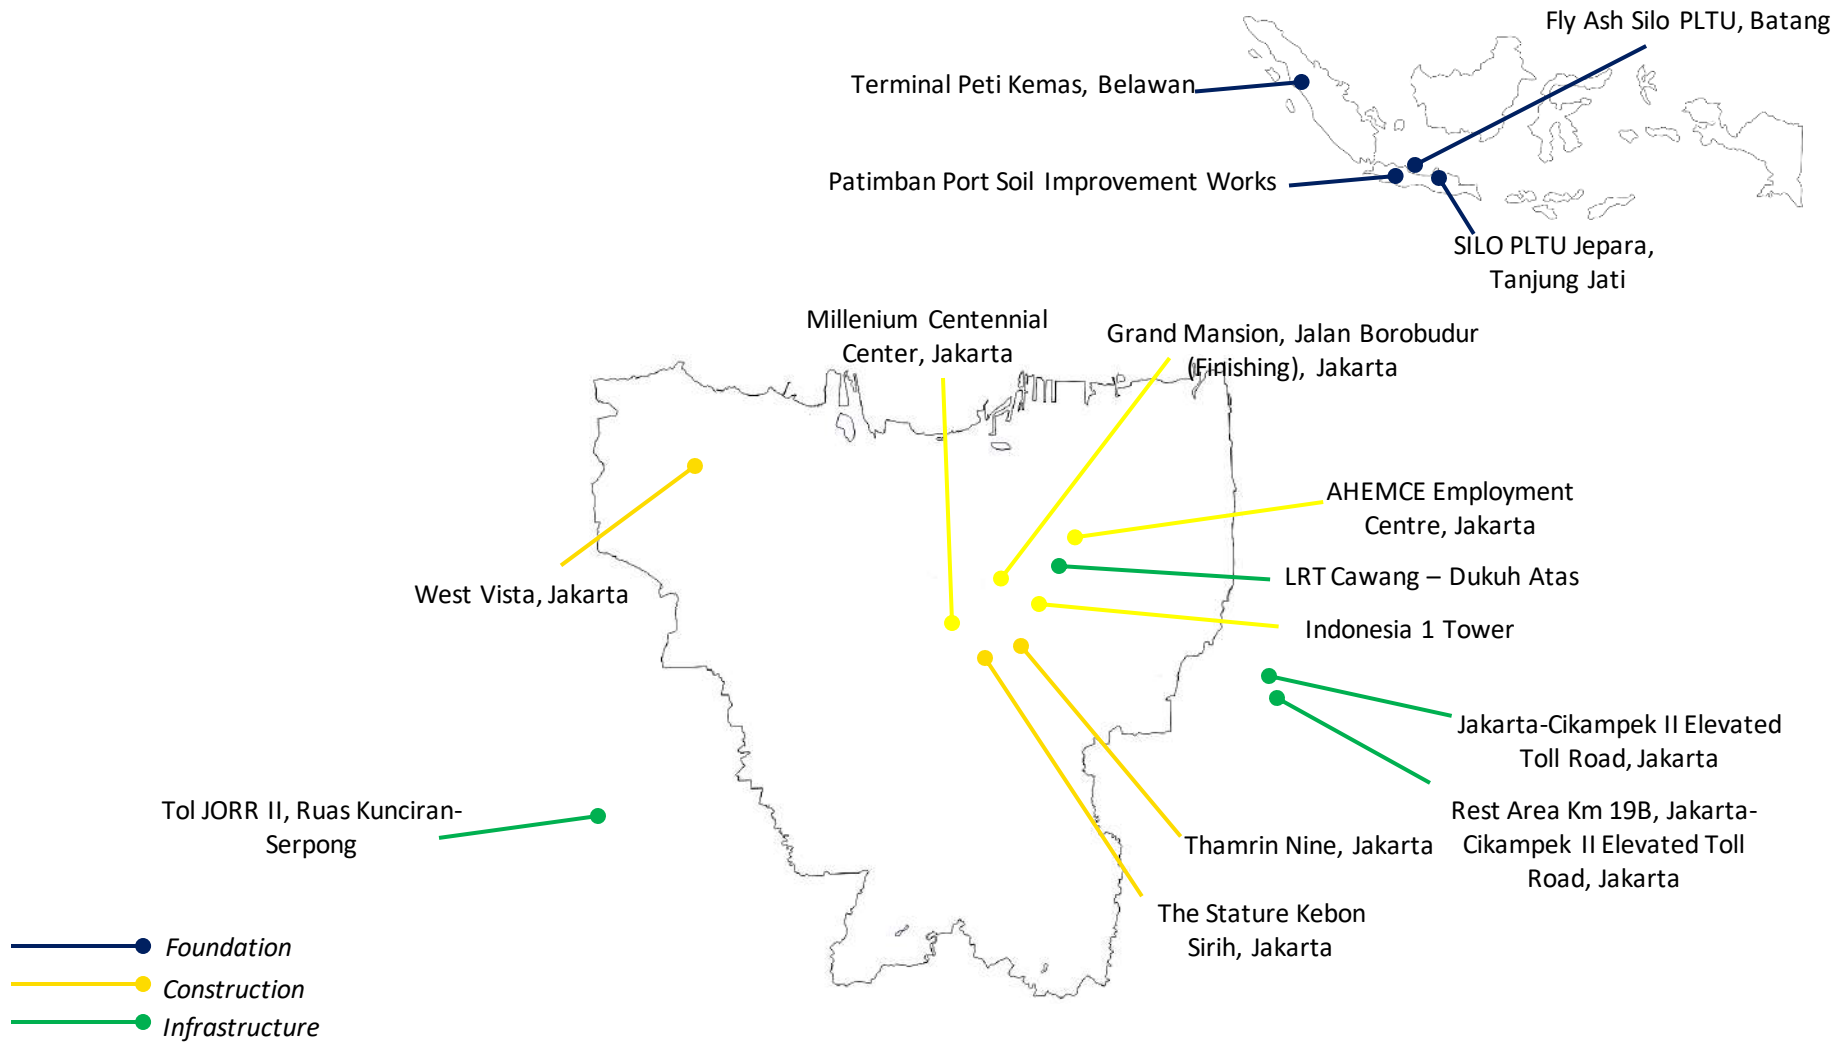 Fly Ash Silo PLTU, Batang
Terminal Peti Kemas, Belawan
Patimban Port Soil Improvement Works
SILO PLTU Jepara,
Tanjung Jati
Millenium Centennial
Center, Jakarta
Grand Mansion, Jalan Borobudur
(Finishing), Jakarta
AHEMCE Employment
Centre, Jakarta
LRT Cawang – Dukuh Atas
West Vista, Jakarta
Indonesia 1 Tower
Jakarta-Cikampek II Elevated
Toll Road, Jakarta
Tol JORR II, Ruas Kunciran-
Serpong
Rest Area Km 19B, Jakarta-
Cikampek II Elevated Toll
Road, Jakarta
Thamrin Nine, Jakarta
The Stature Kebon
Sirih, Jakarta
Foundation
Construction
Infrastructure